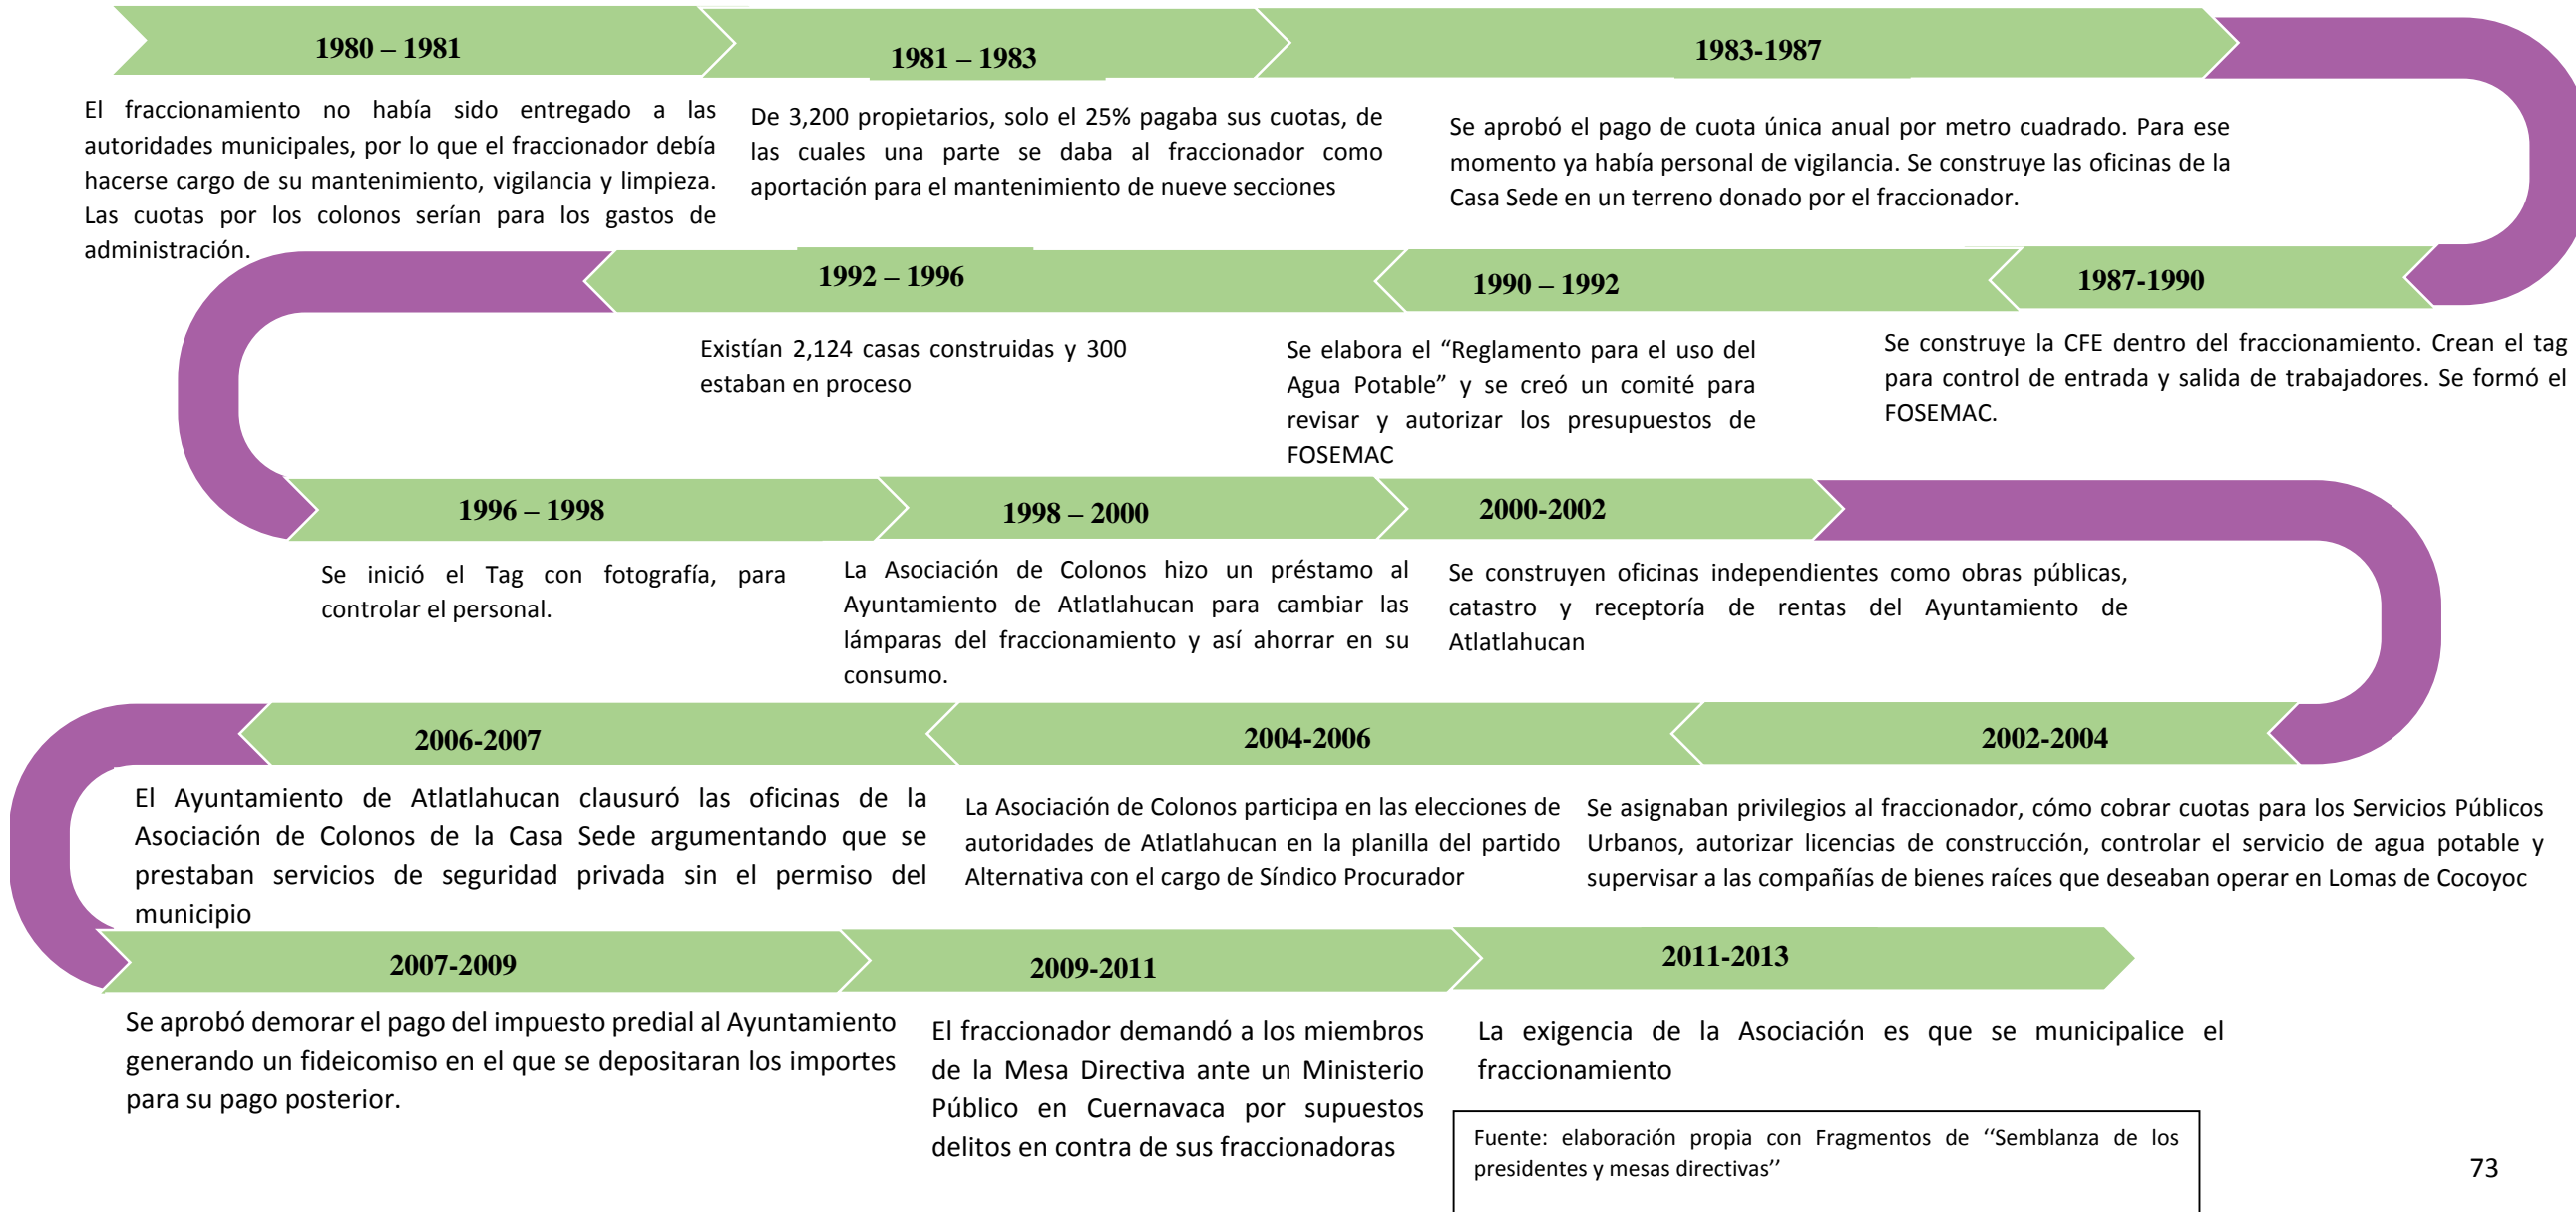 1980 – 1981
El fraccionamiento no había sido entregado a las
autoridades municipales, por lo que el fraccionador debía
hacerse cargo de su mantenimiento, vigilancia y limpieza.
Las cuotas por los colonos serían para los gastos de
administración.
1981 – 1983
De 3,200 propietarios, solo el 25% pagaba sus cuotas, de
las cuales una parte se daba al fraccionador como
aportación para el mantenimiento de nueve secciones
1983-1987
Se aprobó el pago de cuota única anual por metro cuadrado. Para ese
momento ya había personal de vigilancia. Se construye las oficinas de la
Casa Sede en un terreno donado por el fraccionador.
1987-1990
Se construye la CFE dentro del fraccionamiento. Crean el tag
para control de entrada y salida de trabajadores. Se formó el
FOSEMAC.
1990 – 1992
Se elabora el “Reglamento para el uso del
Agua Potable” y se creó un comité para
revisar y autorizar los presupuestos de
FOSEMAC
1992 – 1996
Existían 2,124 casas construidas y 300
estaban en proceso
1996 – 1998
Se inició el Tag con fotografía, para
controlar el personal.
1998 – 2000
La Asociación de Colonos hizo un préstamo al
Ayuntamiento de Atlatlahucan para cambiar las
lámparas del fraccionamiento y así ahorrar en su
consumo.
2000-2002
Se construyen oficinas independientes como obras públicas,
catastro y receptoría de rentas del Ayuntamiento de
Atlatlahucan
2002-2004
Se asignaban privilegios al fraccionador, cómo cobrar cuotas para los Servicios Públicos
Urbanos, autorizar licencias de construcción, controlar el servicio de agua potable y
supervisar a las compañías de bienes raíces que deseaban operar en Lomas de Cocoyoc
2004-2006
La Asociación de Colonos participa en las elecciones de
autoridades de Atlatlahucan en la planilla del partido
Alternativa con el cargo de Síndico Procurador
2006-2007
El Ayuntamiento de Atlatlahucan clausuró las oficinas de la
Asociación de Colonos de la Casa Sede argumentando que se
prestaban servicios de seguridad privada sin el permiso del
municipio
2007-2009
Se aprobó demorar el pago del impuesto predial al Ayuntamiento
generando un fideicomiso en el que se depositaran los importes
para su pago posterior.
2009-2011
El fraccionador demandó a los miembros
de la Mesa Directiva ante un Ministerio
Público en Cuernavaca por supuestos
delitos en contra de sus fraccionadoras
2011-2013
La exigencia de la Asociación es que se municipalice el
fraccionamiento
Fuente: elaboración propia con Fragmentos de ‘‘Semblanza de los
presidentes y mesas directivas’’
73